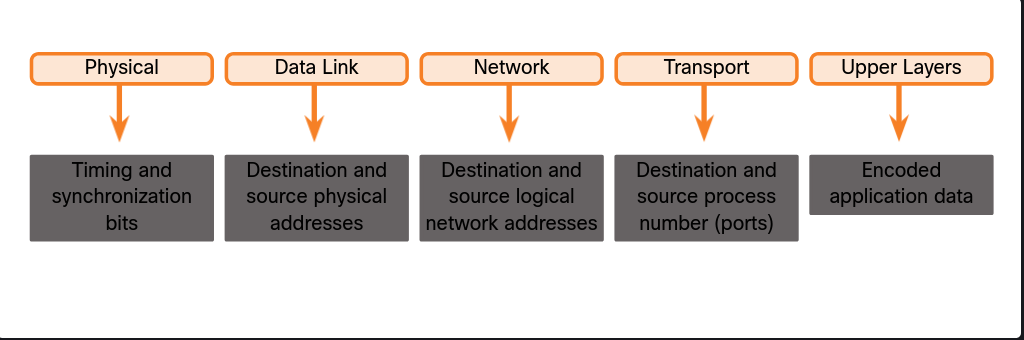 Physical
Data Link
Network
Transport
Upper Layers
Timing and
synchronization
bits
Destination and
source physical
addresses
Destination and
source logical
network addresses
Destination and
source process
number (ports)
Encoded
application data